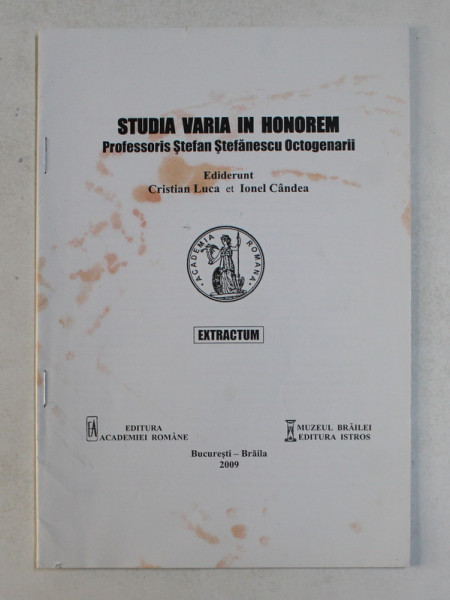 STUDIA VARIA IN HONOREM
Professoris Ştefan Ştefănescu Octogenarii
Ediderunt
Cristian Luca et Ionel Cândea
ACADEMIA ROMANA
EXTRACTUM
EA EDITURA
ACADEMIEI ROMÂNE
MUZEUL BRĂILEI
EDITURA ISTROS
Bucureşti – Brăila
2009